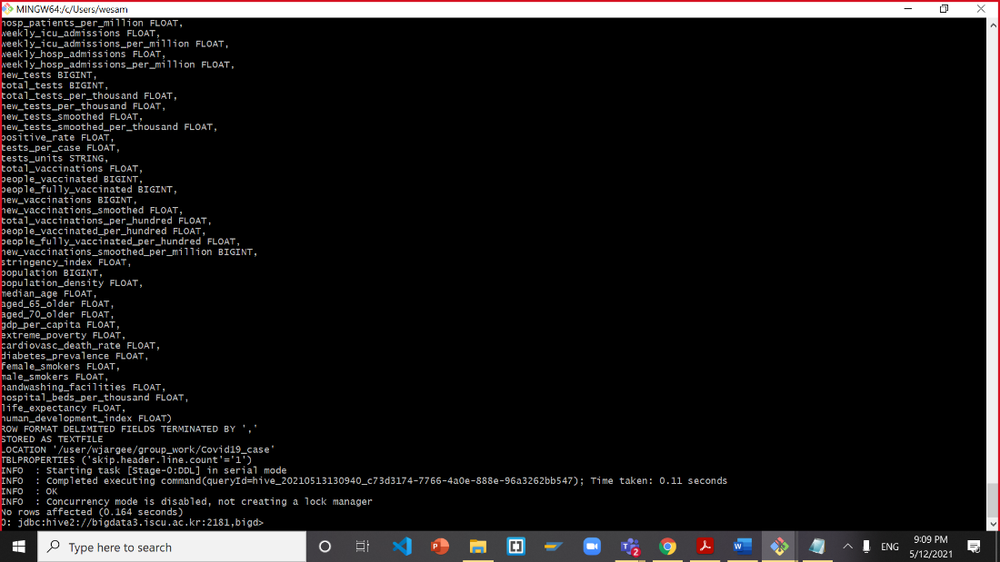 MINGW64:/c/Users/wesam
hosp_patients_per_million FLOAT,
weekly_icu_admissions FLOAT,
weekly_icu_admissions_per_million FLOAT,
weekly_hosp_admissions FLOAT,
weekly_hosp_admissions_per_million FLOAT,
new_tests BIGINT,
total_tests BIGINT,
total_tests_per_thousand FLOAT,
new_tests_per_thousand FLOAT,
new_tests_smoothed FLOAT,
new_tests_smoothed_per_thousand FLOAT,
positive_rate FLOAT,
tests_per_case FLOAT,
tests_units STRING,
total_vaccinations FLOAT,
people_vaccinated BIGINT,
people_fully_vaccinated BIGINT,
new_vaccinations BIGINT,
new_vaccinations_smoothed FLOAT,
total_vaccinations_per_hundred FLOAT,
people_vaccinated_per_hundred FLOAT,
people_fully_vaccinated_per_hundred FLOAT,
new_vaccinations_smoothed_per_million BIGINT,
stringency_index FLOAT,
population BIGINT,
population_density FLOAT,
median_age FLOAT,
aged_65_older FLOAT,
aged_70_older FLOAT,
gdp_per_capita FLOAT,
extreme_poverty FLOAT,
cardiovasc_death_rate FLOAT,
diabetes_prevalence FLOAT,
female_smokers FLOAT,
male_smokers FLOAT,
handwashing_facilities FLOAT,
hospital_beds_per_thousand FLOAT,
life_expectancy FLOAT,
human_development_index FLOAT)
ROW FORMAT DELIMITED FIELDS TERMINATED BY ','
STORED AS TEXTFILE
LOCATION '/user/wjargee/group_work/Covid19_case'
TBLPROPERTIES ('skip.header.line.count'='1')
INFO  : Starting task [Stage-0:DDL] in serial mode
INFO  : Completed executing command(queryId=hive_20210513130940_c73d3174-7766-4a0e-888e-96a3262bb547); Time taken: 0.11 seconds
INFO  : OK
INFO  : Concurrency mode is disabled, not creating a lock manager
No rows affected (0.164 seconds)
0: jdbc:hive2://bigdata3.iscu.ac.kr:2181,bigd>
Type here to search
2
ENG
9:09 PM
5/12/2021